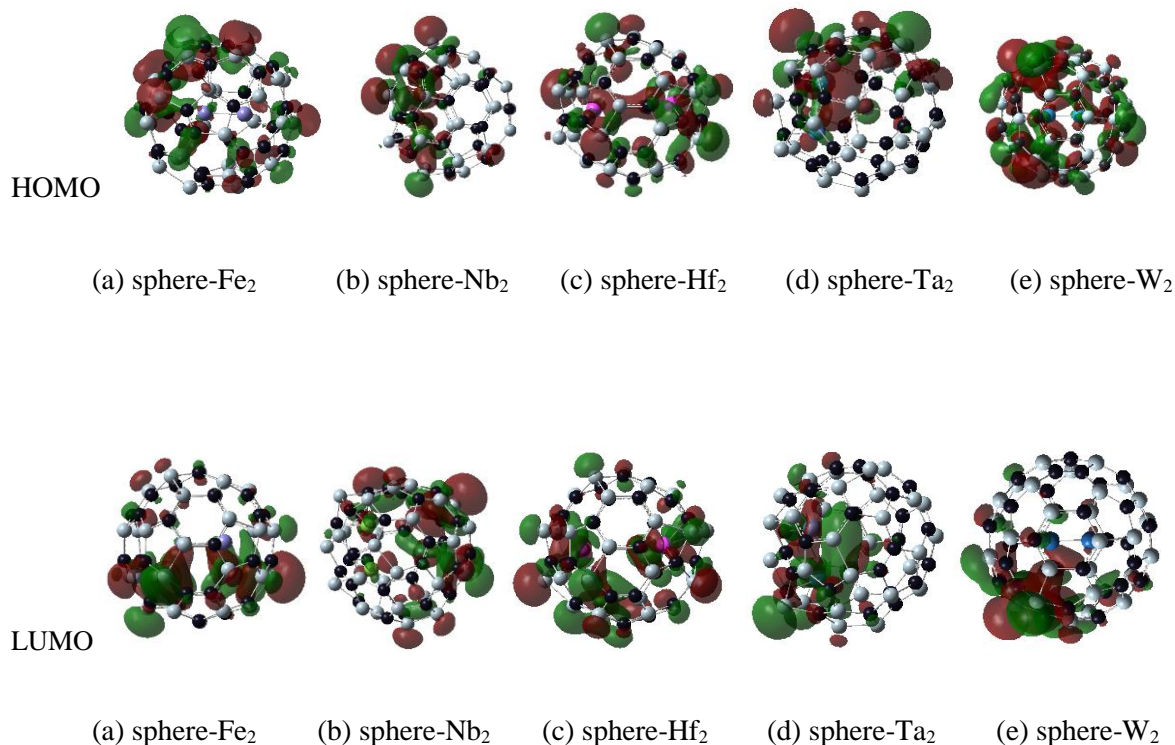 HOMO
(a) sphere-Fe₂ (b) sphere-Nb₂ (c) sphere-Hf₂ (d) sphere-Ta₂ (e) sphere-W₂
LUMO
(a) sphere-Fe₂ (b) sphere-Nb₂ (c) sphere-Hf₂ (d) sphere-Ta₂ (e) sphere-W₂